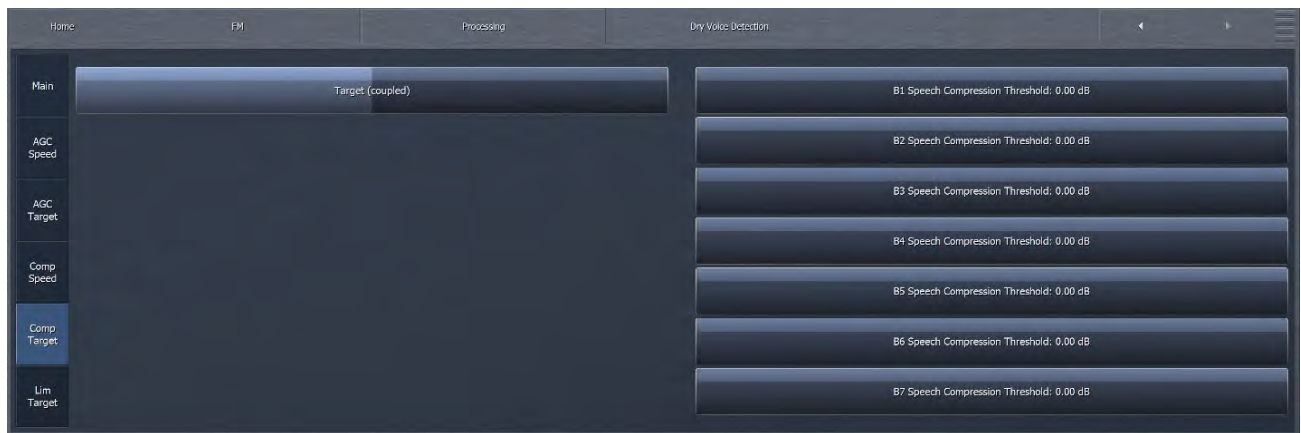 Home FM Processing Dry Voice Detection
Main
AGC
Speed
AGC
Target
Comp
Speed
Comp
Target
Lim
Target
Target (coupled)
B1 Speech Compression Threshold: 0.00 dB
B2 Speech Compression Threshold: 0.00 dB
B3 Speech Compression Threshold: 0.00 dB
B4 Speech Compression Threshold: 0.00 dB
B5 Speech Compression Threshold: 0.00 dB
B6 Speech Compression Threshold: 0.00 dB
B7 Speech Compression Threshold: 0.00 dB